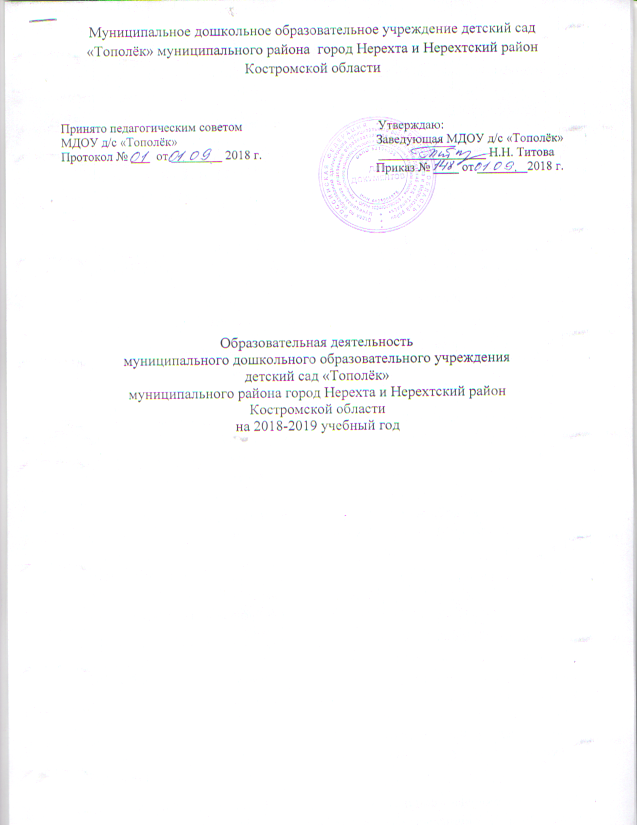 Муниципальное дошкольное образовательное учреждение детский сад
«Тополёк» муниципального района город Нерехта и Нерехтский район
Костромской области
Принято педагогическим советом
МДОУ д/с «Тополёк»
Протокол № 01 от 01 09 2018 г.
Утверждаю:
Заведующая МДОУ д/с «Тополёк»
Н.Н. Титова
Приказ № 148 от 01 09 2018 г.
Образовательная деятельность
муниципального дошкольного образовательного учреждения
детский сад «Тополёк»
муниципального района город Нерехта и Нерехтский район
Костромской области
на 2018-2019 учебный год